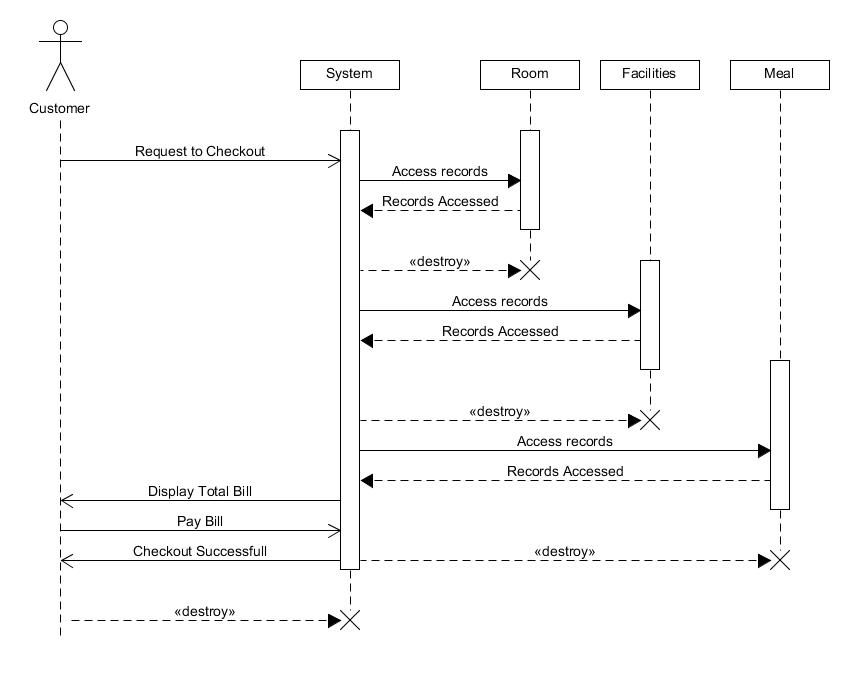 System
Room
Facilities
Meal
Customer
Request to Checkout
Access records
Records Accessed
«destroy»
Access records
Records Accessed
«destroy»
Access records
Records Accessed
Display Total Bill
Pay Bill
Checkout Successfull
«destroy»
«destroy»